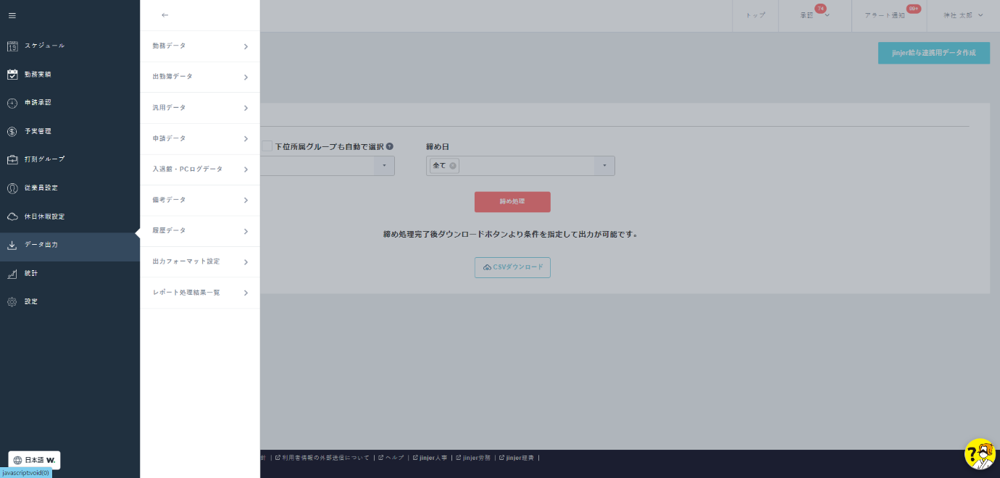 トップ
承認
74
アラート通知
99+
神社 太郎
スケジュール
19
勤務実績
申請承認
予実管理
打刻グループ
従業員設定
休日休暇設定
データ出力
統計
設定
勤務データ
出勤簿データ
汎用データ
申請データ
入退館・PCログデータ
備考データ
履歴データ
出力フォーマット設定
レポート処理結果一覧
jinjer給与連携用データ作成
下位所属グループも自動で選択 ?
締め日
全て
締め処理
締め処理完了後ダウンロードボタンより条件を指定して出力が可能です。
CSVダウンロード
針 | 利用者情報の外部送信について | ヘルプ | jinjer人事 | jinjer労務 | jinjer経費 |
日本語 W.
javascript:void(0)
?